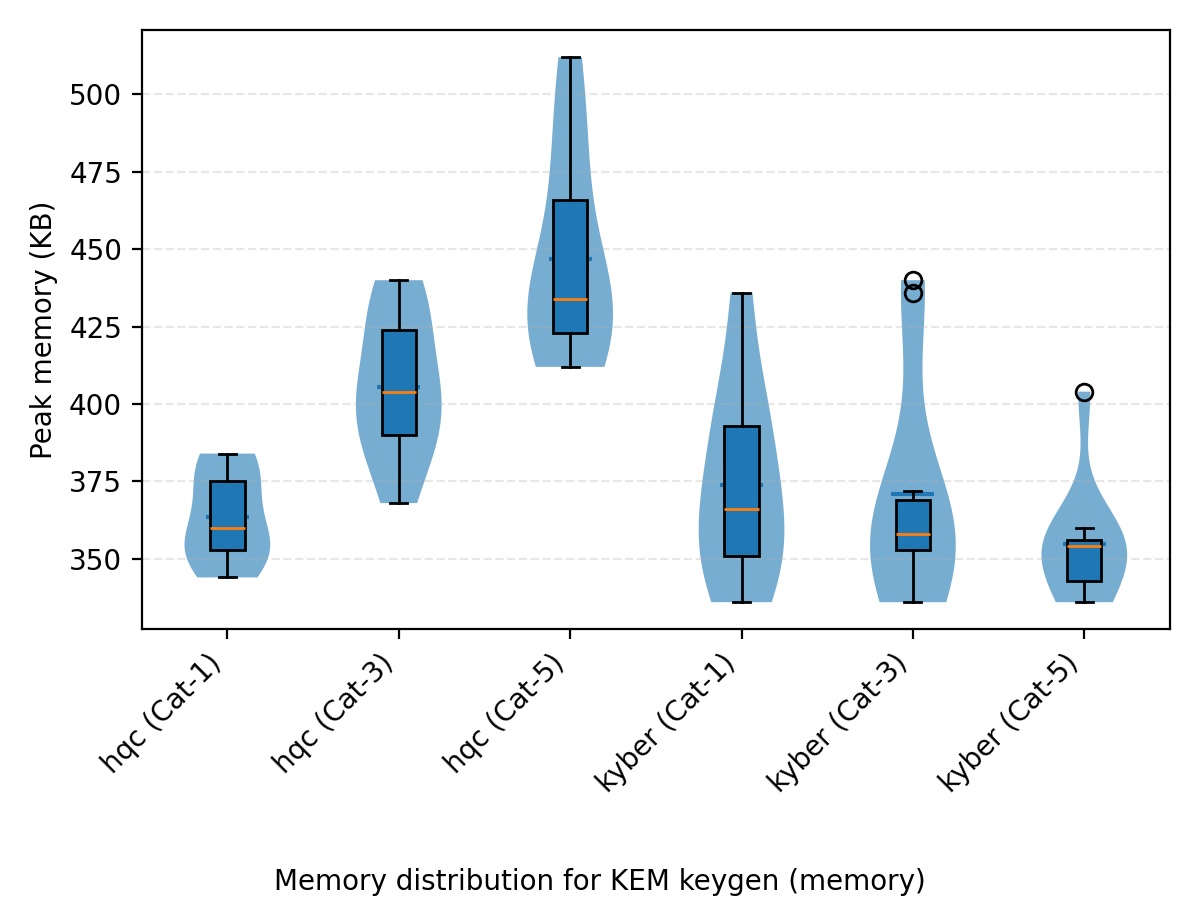 Peak memory (KB)
500
475
450
425
400
375
350
hqc (Cat-1)
hqc (Cat-3)
hqc (Cat-5)
kyber (Cat-1)
kyber (Cat-3)
kyber (Cat-5)
Memory distribution for KEM keygen (memory)